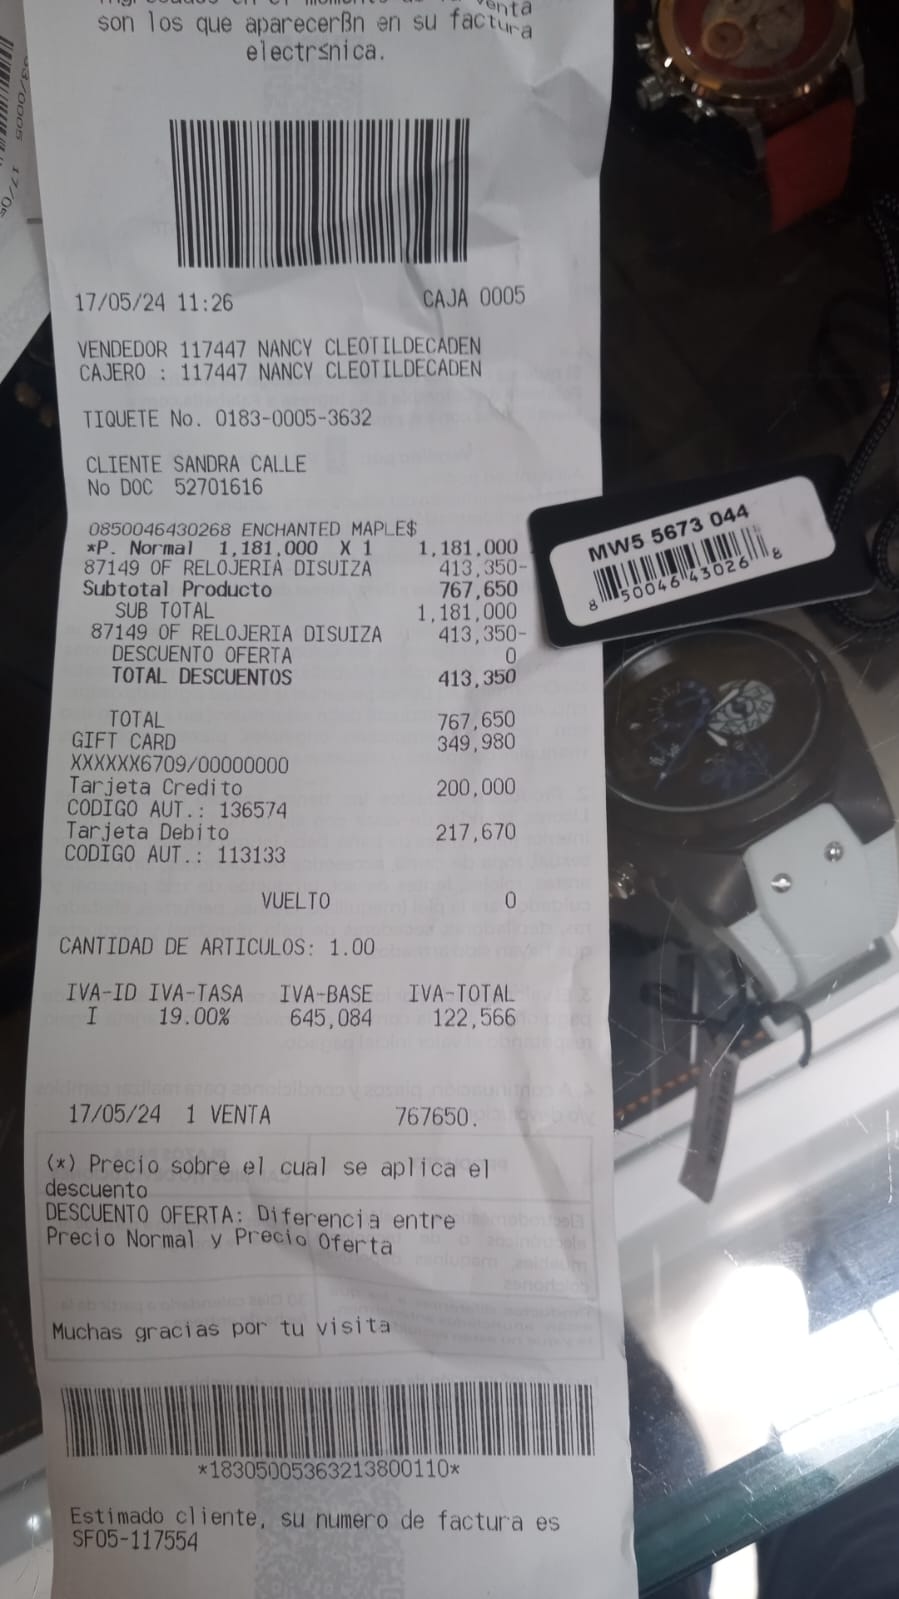 son los que aparecerßn en su factura
electr≤nica.
17/05/24 11:26 CAJA 0005
VENDEDOR 117447 NANCY CLEOTILDECADEN
CAJERO : 117447 NANCY CLEOTILDECADEN
TIQUETE No. 0183-0005-3632
CLIENTE SANDRA CALLE
No DOC 52701616
0850046430268 ENCHANTED MAPLE$
*P. Normal 1,181,000 X 1 1,181,000
87149 OF RELOJERIA DISUIZA 413,350-
Subtotal Producto 767,650
SUB TOTAL 1,181,000
87149 OF RELOJERIA DISUIZA 413,350-
DESCUENTO OFERTA 0
TOTAL DESCUENTOS 413,350
TOTAL 767,650
GIFT CARD 349,980
XXXXXX6709/00000000
Tarjeta Credito 200,000
CODIGO AUT.: 136574
Tarjeta Debito 217,670
CODIGO AUT.: 113133
VUELTO 0
CANTIDAD DE ARTICULOS: 1.00
IVA-ID IVA-TASA IVA-BASE IVA-TOTAL
I 19.00% 645,084 122,566
17/05/24 1 VENTA 767650.
(*) Precio sobre el cual se aplica el
descuento
DESCUENTO OFERTA: Diferencia entre
Precio Normal y Precio Oferta
Muchas gracias por tu visita
*18305005363213800110*
Estimado cliente, su numero de factura es
SF05-117554
MW5 5673 044
8 50046 43026 8